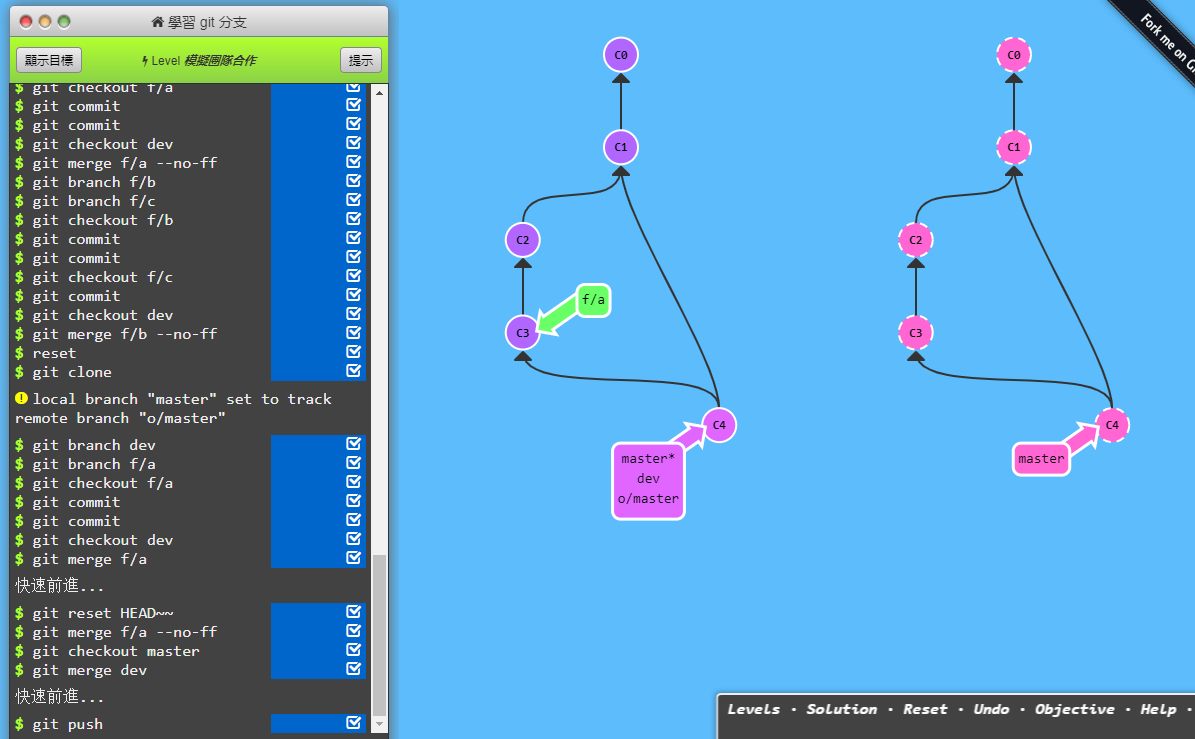 學習 git 分支
顯示目標
Level 模擬團隊合作
提示
$ git checkout f/a
$ git commit
$ git commit
$ git checkout dev
$ git merge f/a --no-ff
$ git branch f/b
$ git branch f/c
$ git checkout f/b
$ git commit
$ git commit
$ git checkout f/c
$ git commit
$ git checkout dev
$ git merge f/b --no-ff
$ reset
$ git clone
local branch "master" set to track
remote branch "o/master"
$ git branch dev
$ git branch f/a
$ git checkout f/a
$ git commit
$ git commit
$ git checkout dev
$ git merge f/a
快速前進...
$ git reset HEAD~~
$ git merge f/a --no-ff
$ git checkout master
$ git merge dev
快速前進...
$ git push
C0
C1
C2
f/a
C3
C4
master*
dev
o/master
C0
C1
C2
C3
C4
master
Fork me on
Levels · Solution · Reset · Undo · Objective · Help ·